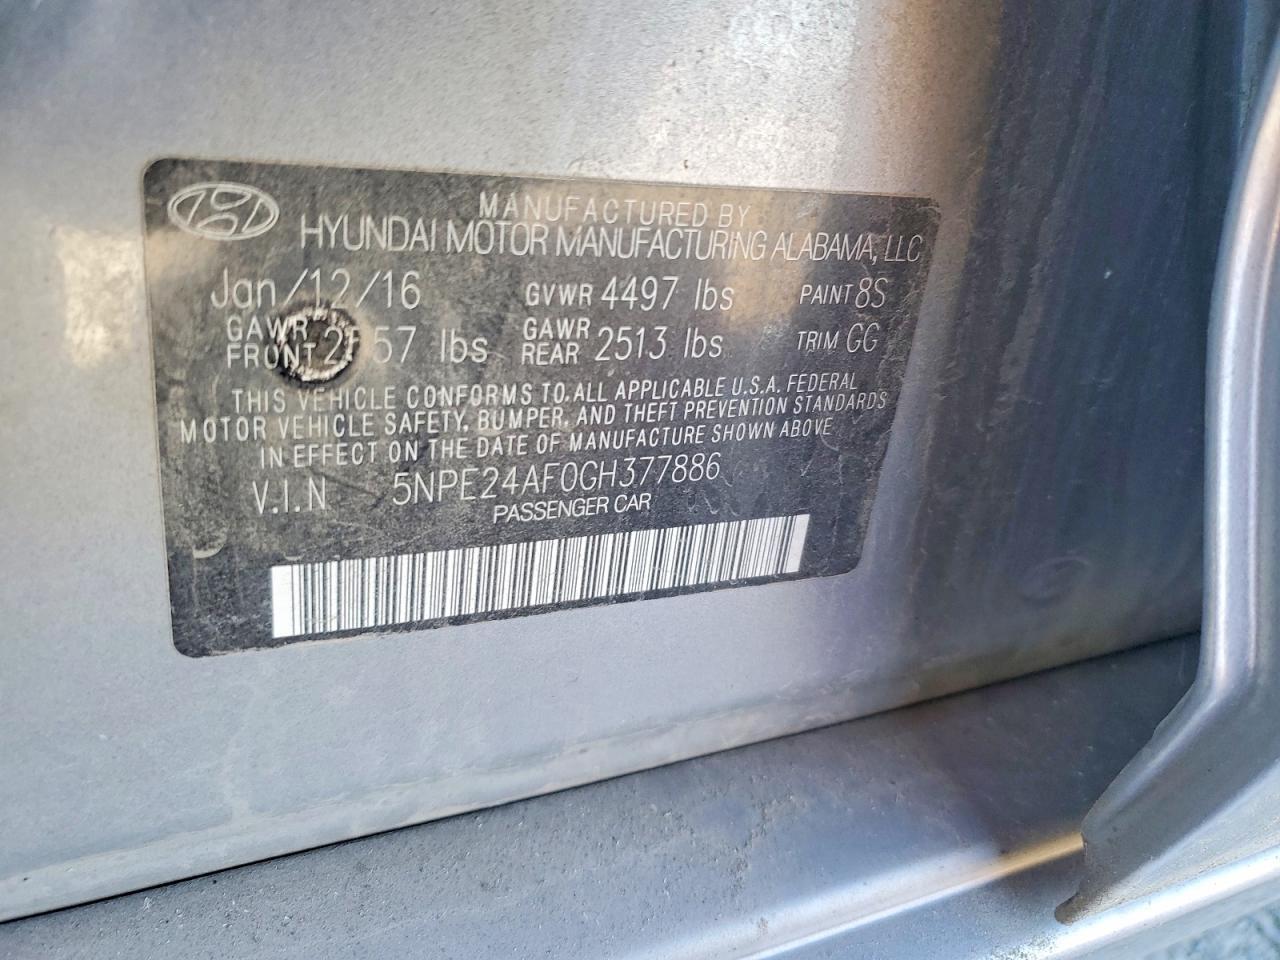 MANUFACTURED BY
HYUNDAI MOTOR MANUFACTURING ALABAMA, LLC
Jan/12/16 GVWR 4497 lbs PAINT 8S
GAWR FRONT lbs GAWR REAR 2513 lbs TRIM GG
THIS VEHICLE CONFORMS TO ALL APPLICABLE U.S.A. FEDERAL
MOTOR VEHICLE SAFETY, BUMPER, AND THEFT PREVENTION STANDARDS
IN EFFECT ON THE DATE OF MANUFACTURE SHOWN ABOVE
V.I.N 5NPE24AF0GH377886
PASSENGER CAR